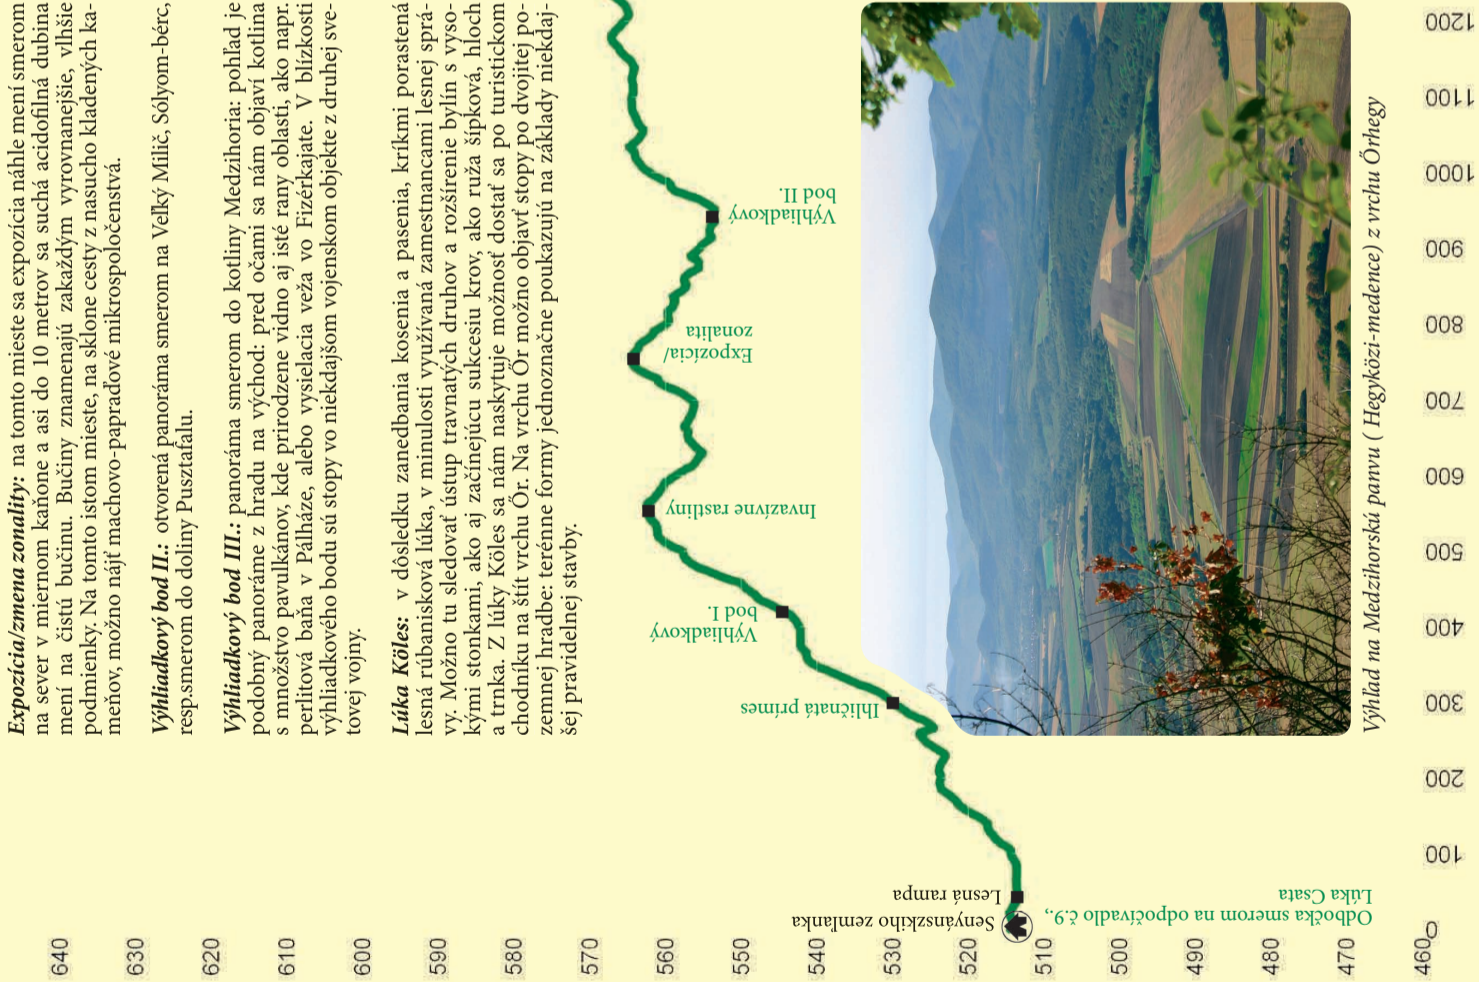 Expozícia/zmena zonality: na tomto mieste sa expozícia náhle mení smerom
na sever v miernom kaňone a asi do 10 metrov sa suchá acidofilná dubina
mení na čistú bučinu. Bučiny znamenajú zakaždým vyrovnanejšie, vlhšie
podmienky. Na tomto istom mieste, na sklone cesty z nasucho kladených ka-
meňov, možno nájť machovo-papraďové mikrospoločenstvá.
Výhliadkový bod II.: otvorená panoráma smerom na Veľký Milič, Sólyom-bérc,
resp.smerom do doliny Pusztafalu.
Výhliadkový bod III.: panoráma smerom do kotliny Medzihoria: pohľad je
podobný panoráme z hradu na východ: pred očami sa nám objaví kotlina
s množstvo pavulkánov, kde prirodzene vidno aj isté rany oblasti, ako napr.
perlitová baňa v Pálháze, alebo vysielacia veža vo Fizérkajate. V blízkosti
výhliadkového bodu sú stopy vo niekdajšom vojenskom objekte z druhej sve-
tovej vojny.
Lúka Köles: v dôsledku zanedbania kosenia a pasenia, kríkmi porastená
lesná rúbanisková lúka, v minulosti využívaná zamestnancami lesnej sprá-
vy. Možno tu sledovať ústup travnatých druhov a rozšírenie bylín s vyso-
kými stonkami, ako aj začínejúcu sukcesiu krov, ako ruža šípková, hloch
a trnka. Z lúky Köles sa nám naskytuje možnosť dostať sa po turistickom
chodníku na štít vrchu Őr. Na vrchu Őr možno objavť stopy po dvojitej po-
zemnej hradbe: terénne formy jednoznačne poukazujú na základy niekdaj-
šej pravidelnej stavby.
640
630
620
610
600
590
580
570
560
550
540
530
520
510
500
490
480
470
460
Senyánszkiho zemľanka
Lesná rampa
Odbočka smerom na odpočívadlo č.9.,
Lúka Csata
Ihličnatá prímes
Výhliadkový
bod I.
Invazívne rastliny
Expozícia/
zonalita
Výhliadkový
bod II.
Výhľad na Medzihorskú panvu ( Hegyközi-medence) z vrchu Őrhegy
0
100
200
300
400
500
600
700
800
900
1000
1100
1200